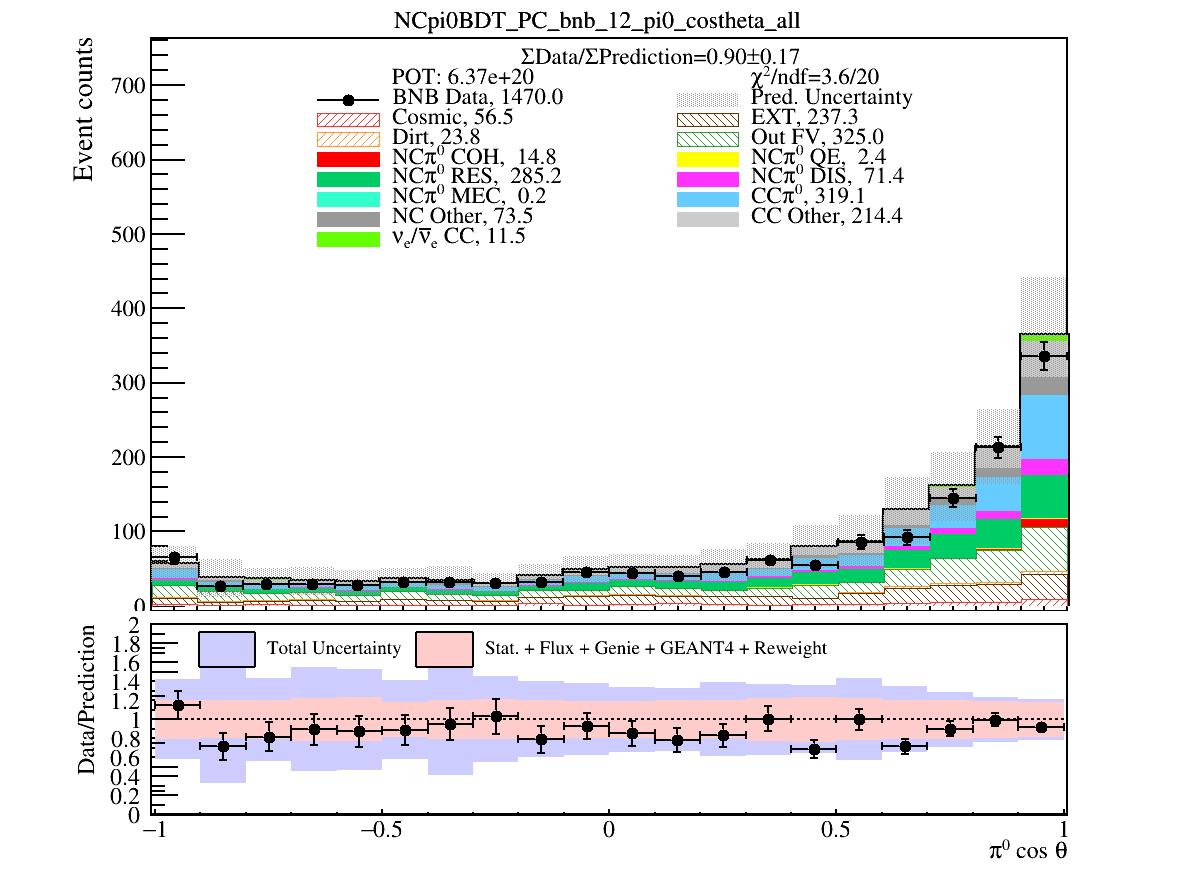 NCpi0BDT_PC_bnb_12_pi0_costheta_all
ΣData/ΣPrediction=0.90±0.17
POT: 6.37e+20
χ²/ndf=3.6/20
BNB Data, 1470.0
Pred. Uncertainty
Cosmic, 56.5
EXT, 237.3
Dirt, 23.8
Out FV, 325.0
NCπ⁰ COH, 14.8
NCπ⁰ QE, 2.4
NCπ⁰ RES, 285.2
NCπ⁰ DIS, 71.4
NCπ⁰ MEC, 0.2
CCπ⁰, 319.1
NC Other, 73.5
CC Other, 214.4
νₑ/ν̅ₑ CC, 11.5
Event counts
700
600
500
400
300
200
100
0
Total Uncertainty
Stat. + Flux + Genie + GEANT4 + Reweight
Data/Prediction
2
1.8
1.6
1.4
1.2
1
0.8
0.6
0.4
0.2
0
−1
−0.5
0
0.5
1
π⁰ cos θ